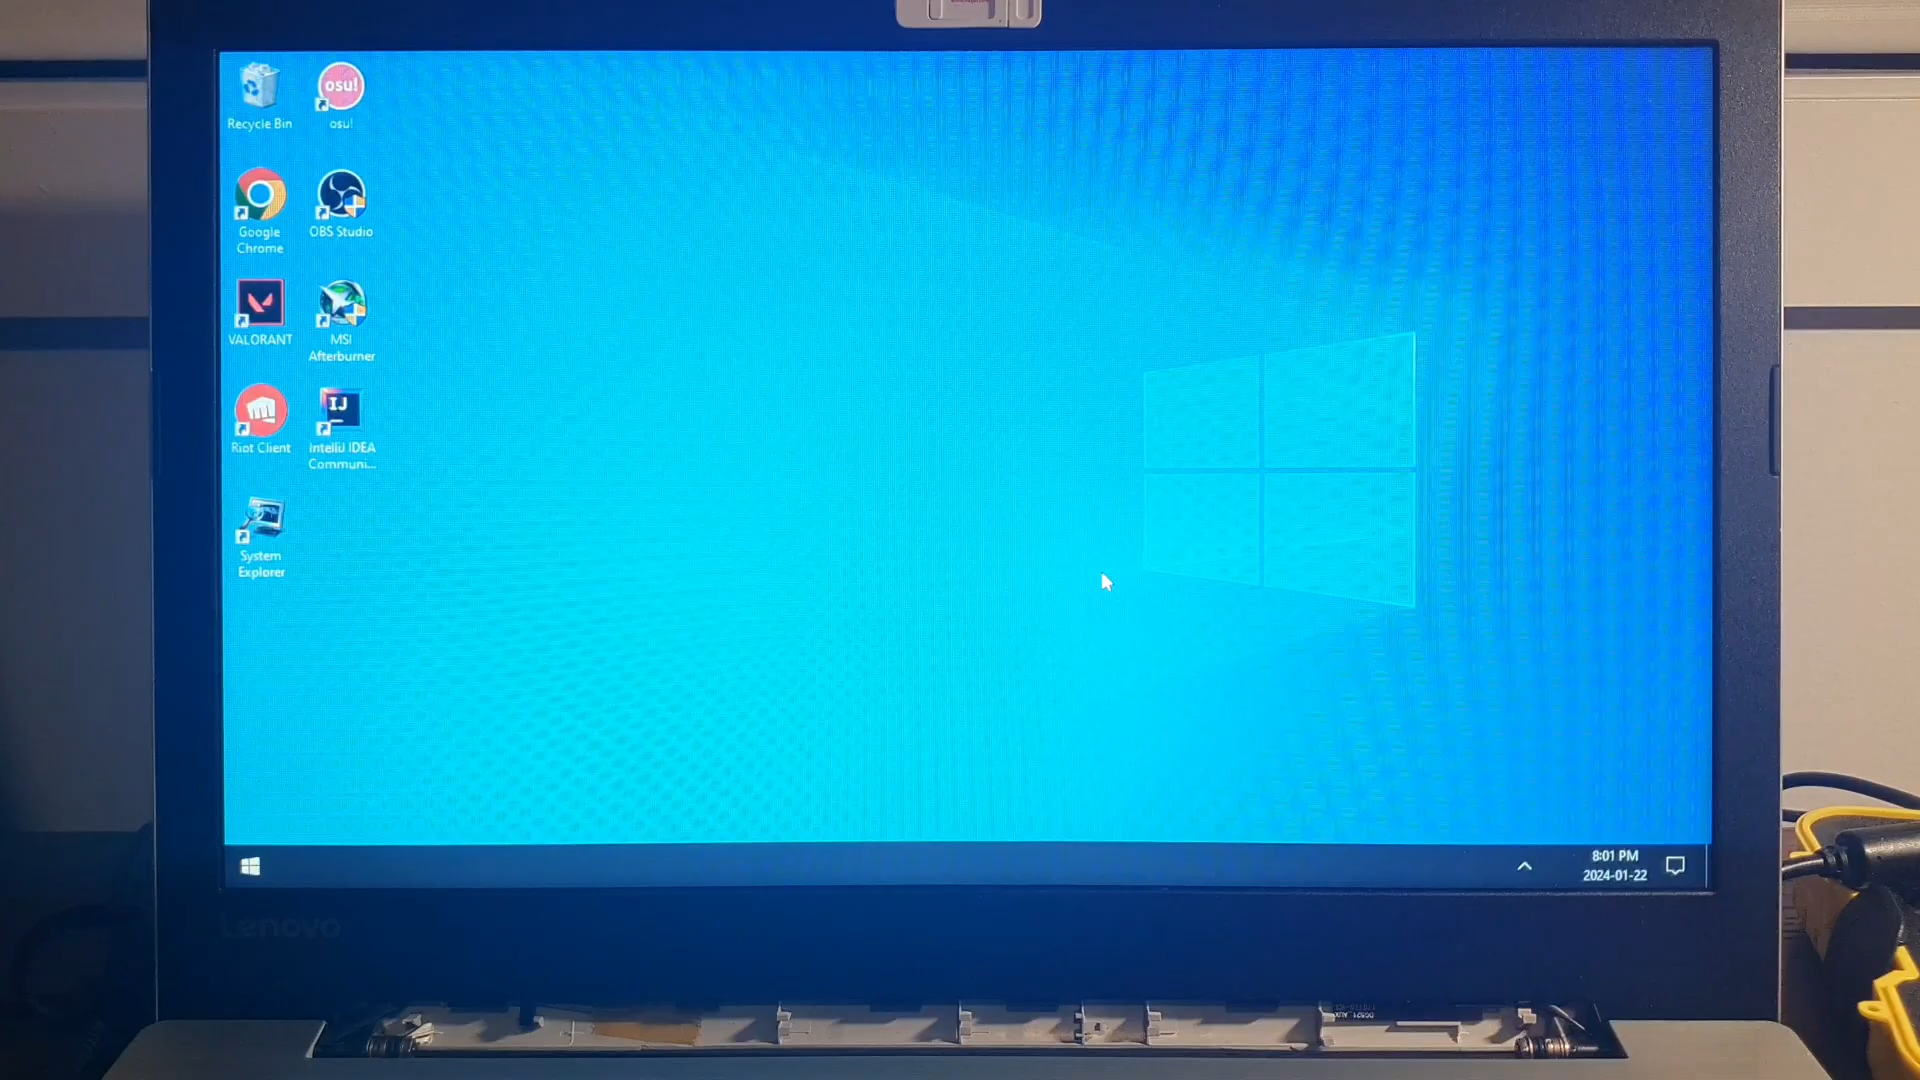 Recycle Bin
osu!
osu!
Google
Chrome
OBS Studio
VALORANT
MSI
Afterburner
Riot Client
IJ
IntelliJ IDEA
Communi...
System
Explorer
8:01 PM
2024-01-22
Lenovo